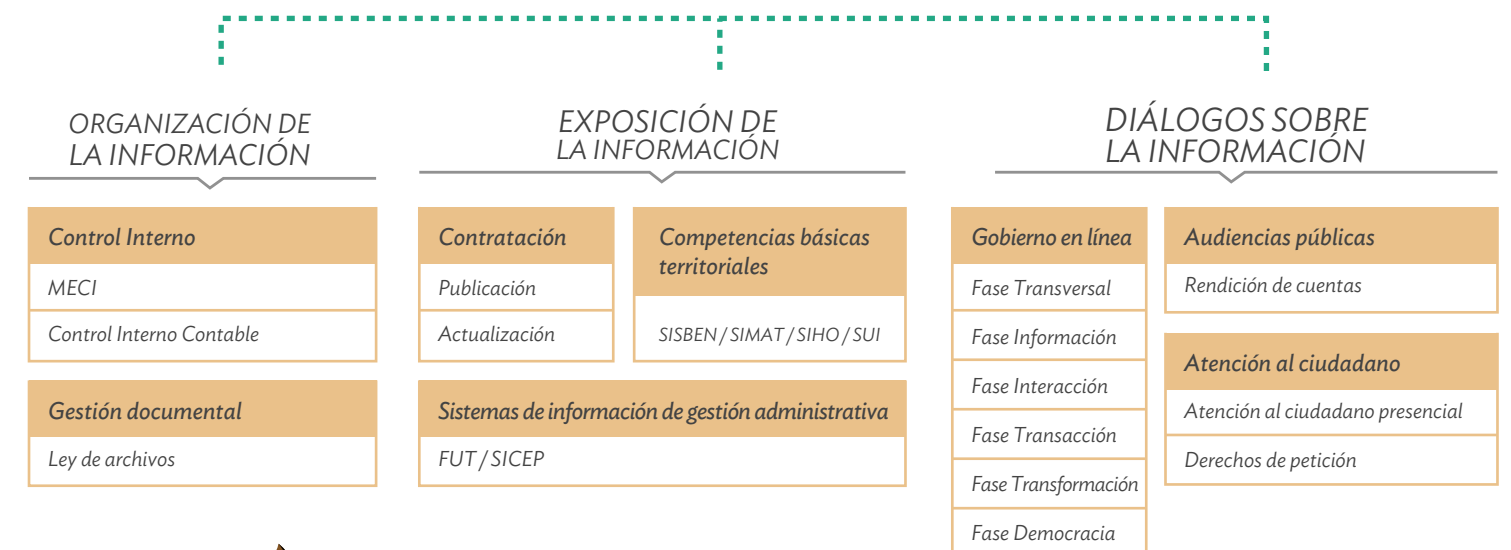 ORGANIZACIÓN DE
LA INFORMACIÓN
Control Interno
MECI
Control Interno Contable
Gestión documental
Ley de archivos
EXPOSICIÓN DE
LA INFORMACIÓN
Contratación
Publicación
Actualización
Competencias básicas
territoriales
SISBEN / SIMAT / SIHO / SUI
Sistemas de información de gestión administrativa
FUT / SICEP
DIÁLOGOS SOBRE
LA INFORMACIÓN
Gobierno en línea
Fase Transversal
Fase Información
Fase Interacción
Fase Transacción
Fase Transformación
Fase Democracia
Audiencias públicas
Rendición de cuentas
Atención al ciudadano
Atención al ciudadano presencial
Derechos de petición